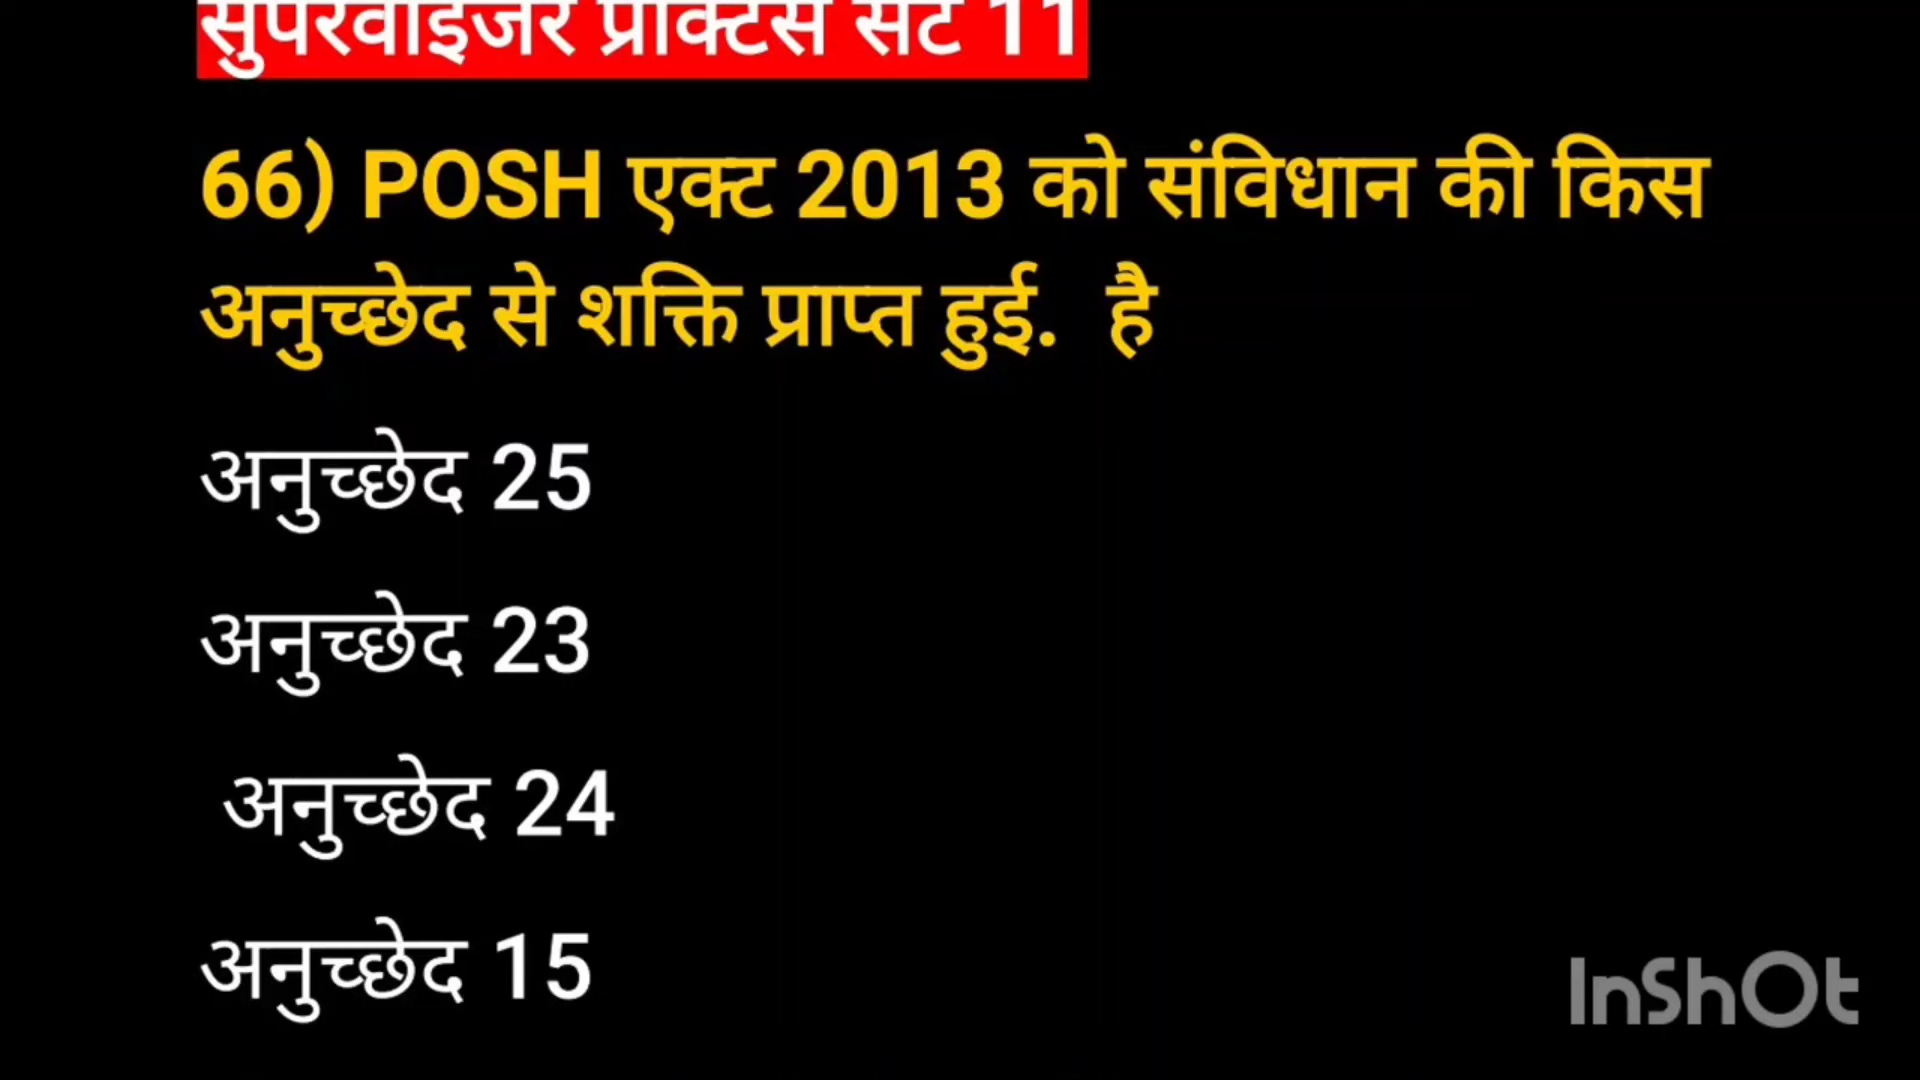 सुपरवाइजर प्रैक्टिस सेट 11
66) POSH एक्ट 2013 को संविधान की किस
अनुच्छेद से शक्ति प्राप्त हुई. है
अनुच्छेद 25
अनुच्छेद 23
अनुच्छेद 24
अनुच्छेद 15
InShOt